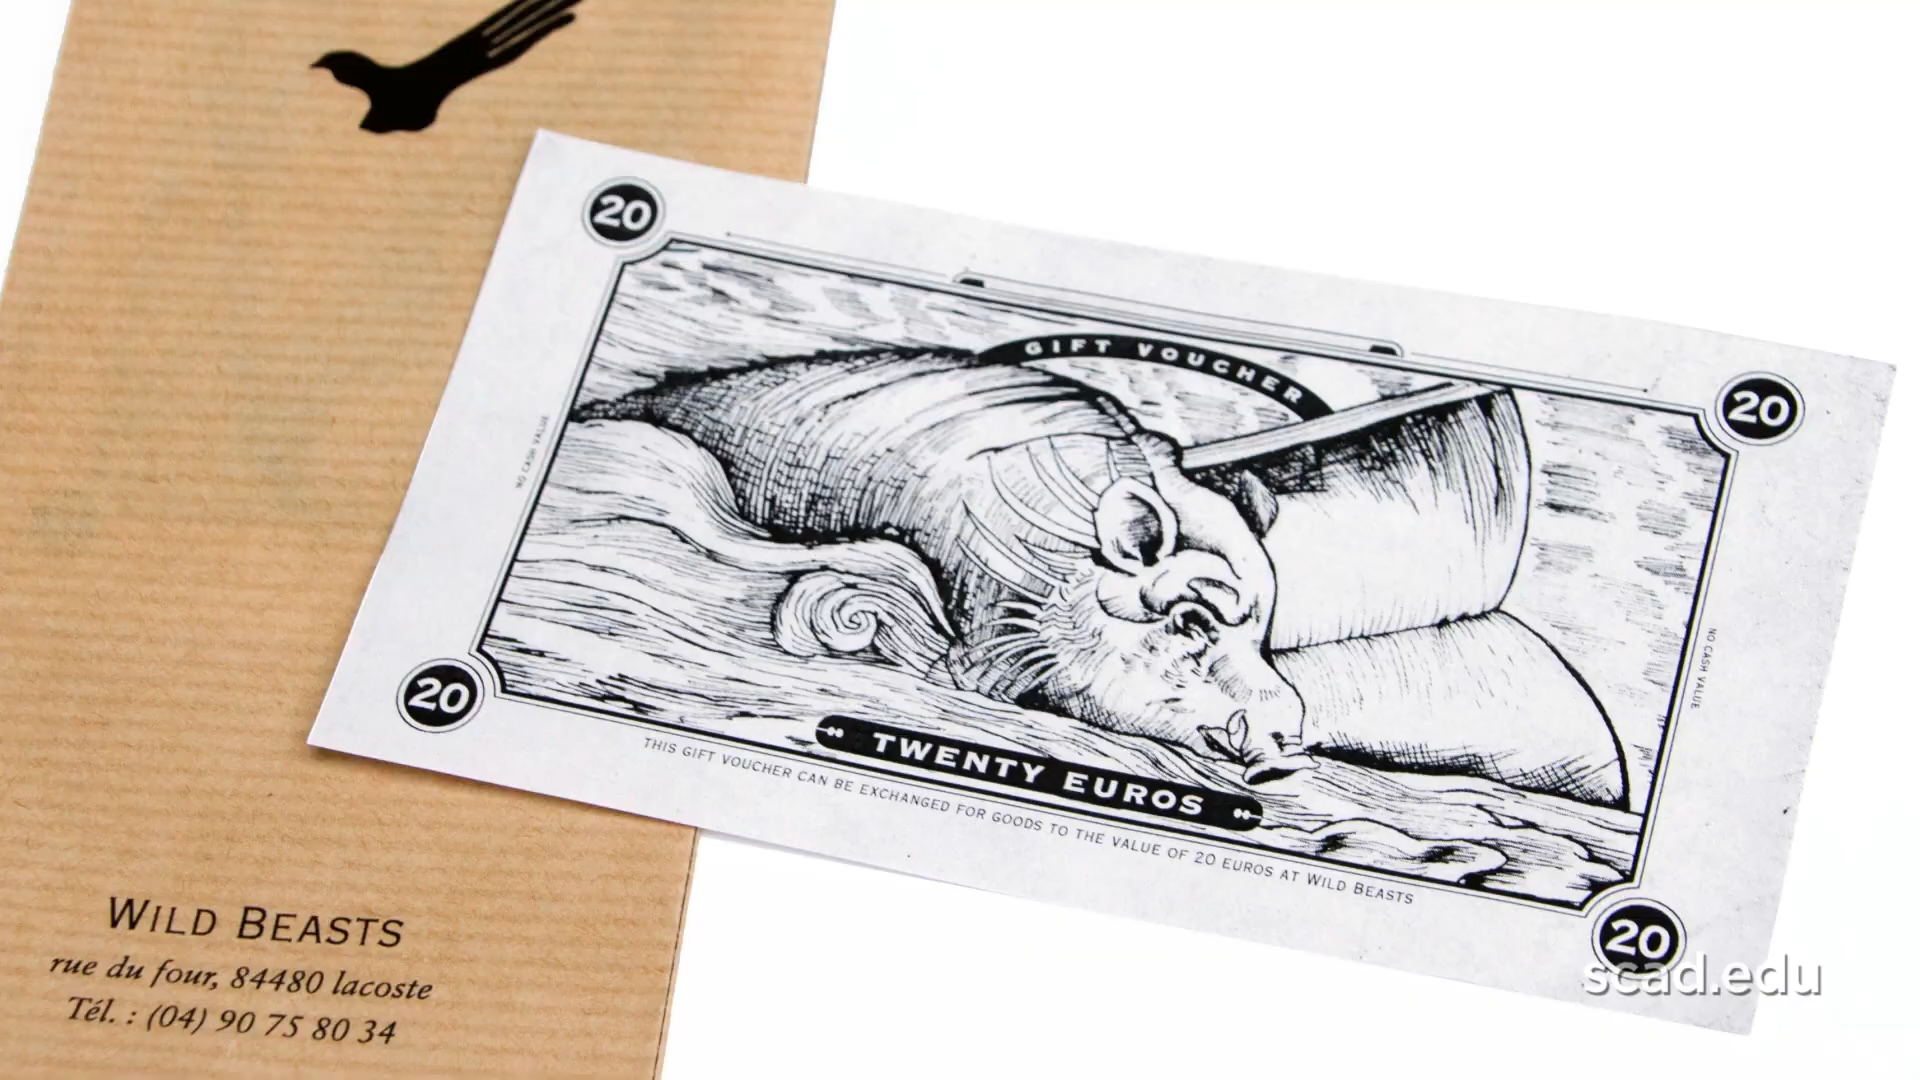 20
20
GIFT VOUCHER
NO CASH VALUE
NO CASH VALUE
20
TWENTY EUROS
THIS GIFT VOUCHER CAN BE EXCHANGED FOR GOODS TO THE VALUE OF 20 EUROS AT WILD BEASTS
20
WILD BEASTS
rue du four, 84480 lacoste
Tél. : (04) 90 75 80 34
scad.edu